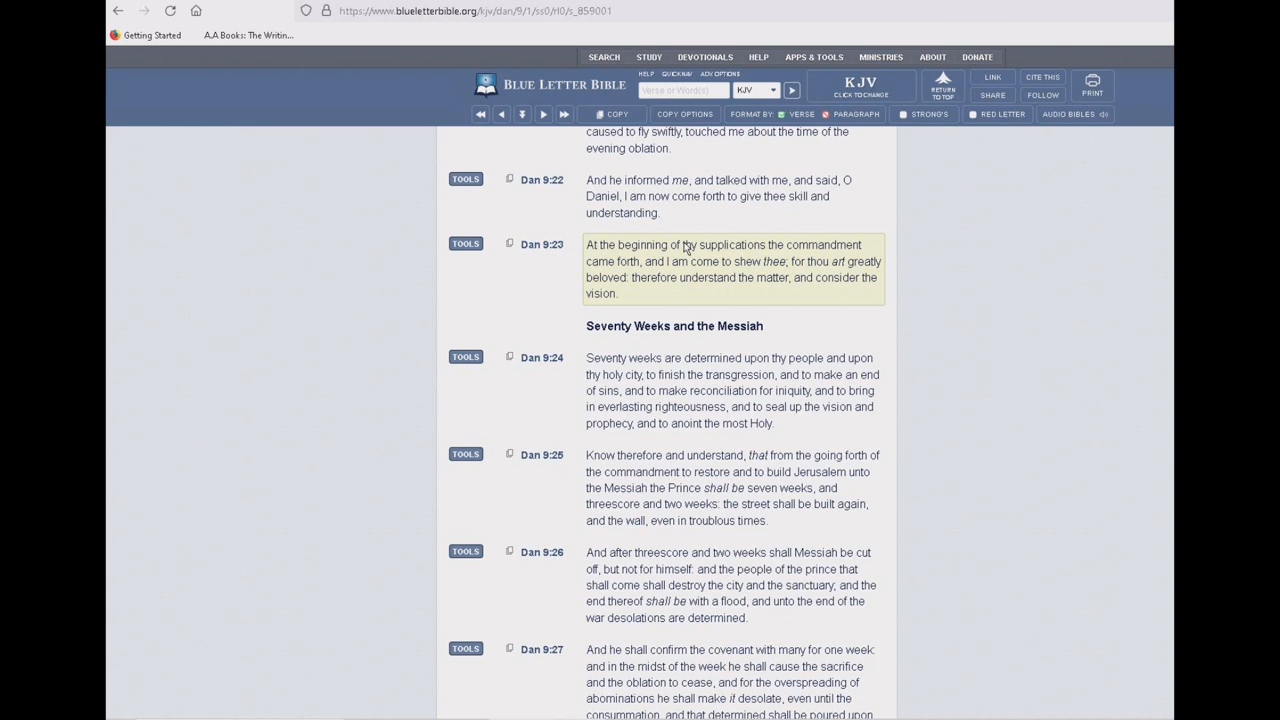 https://www.blueletterbible.org/kjv/dan/9/1/ss0/rl0/s_859001
Getting Started A.A Books: The Writin...
SEARCH STUDY DEVOTIONALS HELP APPS & TOOLS MINISTRIES ABOUT DONATE
BLUE LETTER BIBLE
HELP QUICKNAV ADV OPTIONS
Verse or Word(s) KJV
KJV
CLICK TO CHANGE
RETURN
TO TOP
LINK CITE THIS
SHARE FOLLOW
PRINT
COPY COPY OPTIONS FORMAT BY: VERSE PARAGRAPH STRONG'S RED LETTER AUDIO BIBLES
caused to fly swiftly, touched me about the time of the
evening oblation.
TOOLS Dan 9:22 And he informed me, and talked with me, and said, O
Daniel, I am now come forth to give thee skill and
understanding.
TOOLS Dan 9:23 At the beginning of thy supplications the commandment
came forth, and I am come to shew thee; for thou art greatly
beloved: therefore understand the matter, and consider the
vision.
Seventy Weeks and the Messiah
TOOLS Dan 9:24 Seventy weeks are determined upon thy people and upon
thy holy city, to finish the transgression, and to make an end
of sins, and to make reconciliation for iniquity, and to bring
in everlasting righteousness, and to seal up the vision and
prophecy, and to anoint the most Holy.
TOOLS Dan 9:25 Know therefore and understand, that from the going forth of
the commandment to restore and to build Jerusalem unto
the Messiah the Prince shall be seven weeks, and
threescore and two weeks: the street shall be built again,
and the wall, even in troublous times.
TOOLS Dan 9:26 And after threescore and two weeks shall Messiah be cut
off, but not for himself: and the people of the prince that
shall come shall destroy the city and the sanctuary; and the
end thereof shall be with a flood, and unto the end of the
war desolations are determined.
TOOLS Dan 9:27 And he shall confirm the covenant with many for one week:
and in the midst of the week he shall cause the sacrifice
and the oblation to cease, and for the overspreading of
abominations he shall make it desolate, even until the
consummation, and that determined shall be poured upon